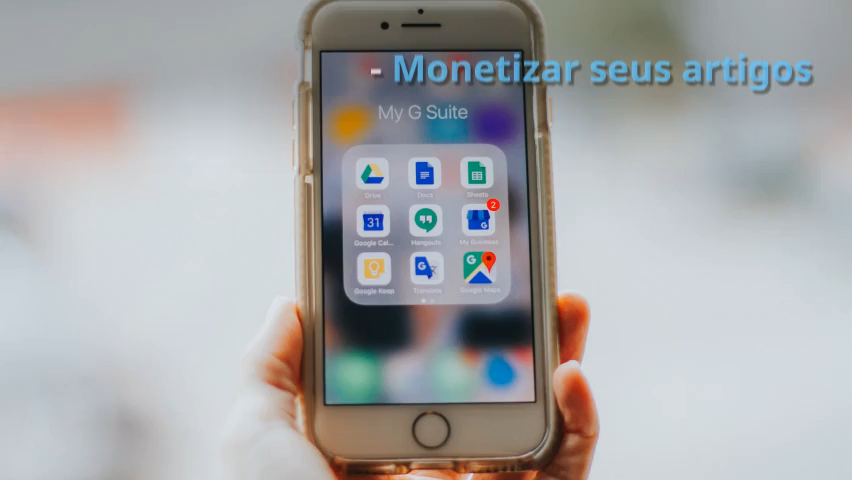 - Monetizar seus artigos
My G Suite
Drive
Docs
Sheets
31
Google Cal...
Hangouts
2
My Business
G
Google Keep
Translate
Google Maps